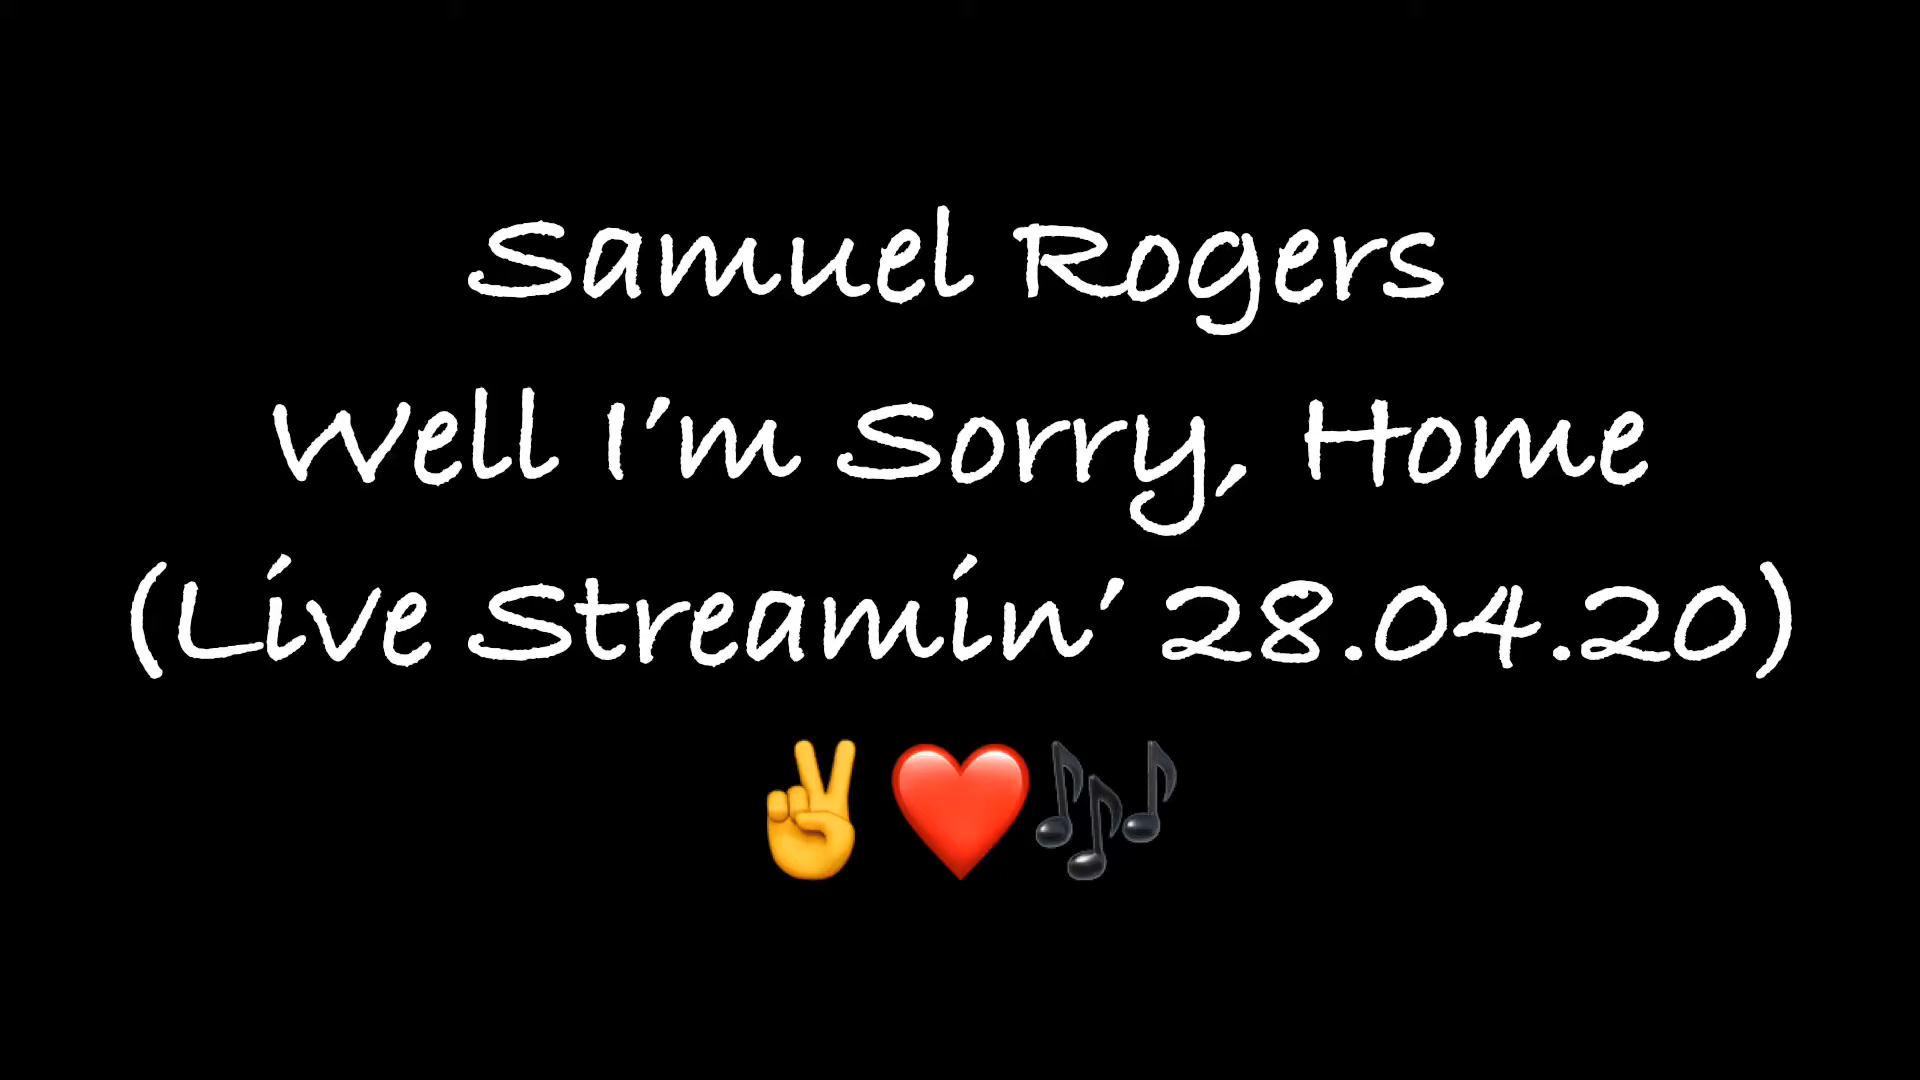 Samuel Rogers
Well I'm Sorry, Home
(Live Streamin' 28.04.20)
✌️❤️🎶